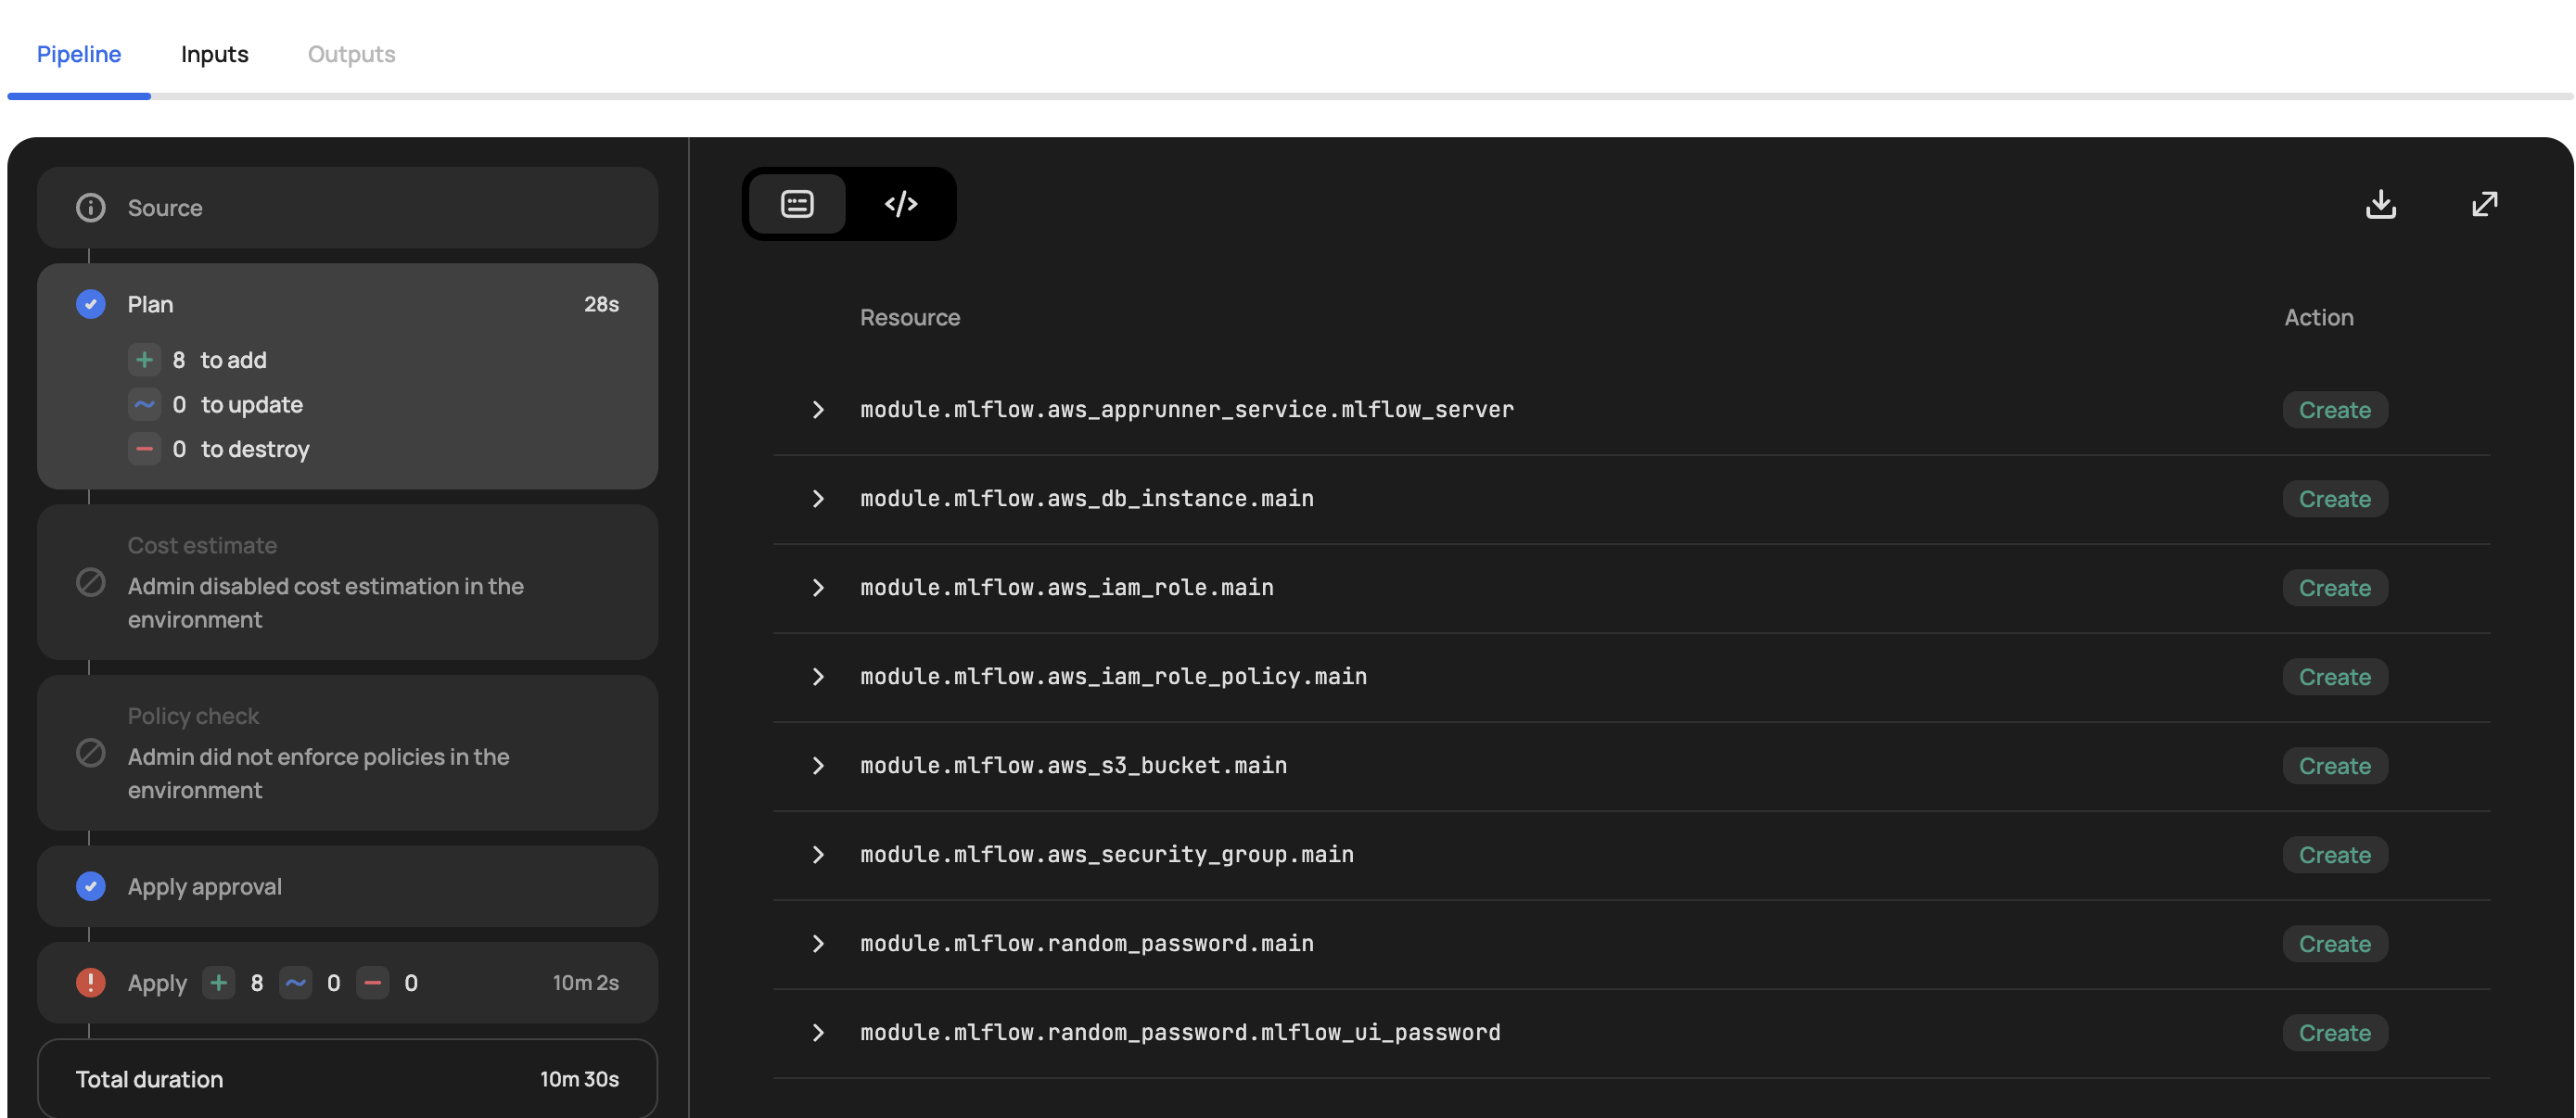 Pipeline Inputs Outputs
Source
Plan 28s
8 to add
0 to update
0 to destroy
Cost estimate
Admin disabled cost estimation in the
environment
Policy check
Admin did not enforce policies in the
environment
Apply approval
Apply + 8 ~ 0 − 0 10m 2s
Total duration 10m 30s
Resource Action
module.mlflow.aws_apprunner_service.mlflow_server Create
module.mlflow.aws_db_instance.main Create
module.mlflow.aws_iam_role.main Create
module.mlflow.aws_iam_role_policy.main Create
module.mlflow.aws_s3_bucket.main Create
module.mlflow.aws_security_group.main Create
module.mlflow.random_password.main Create
module.mlflow.random_password.mlflow_ui_password Create